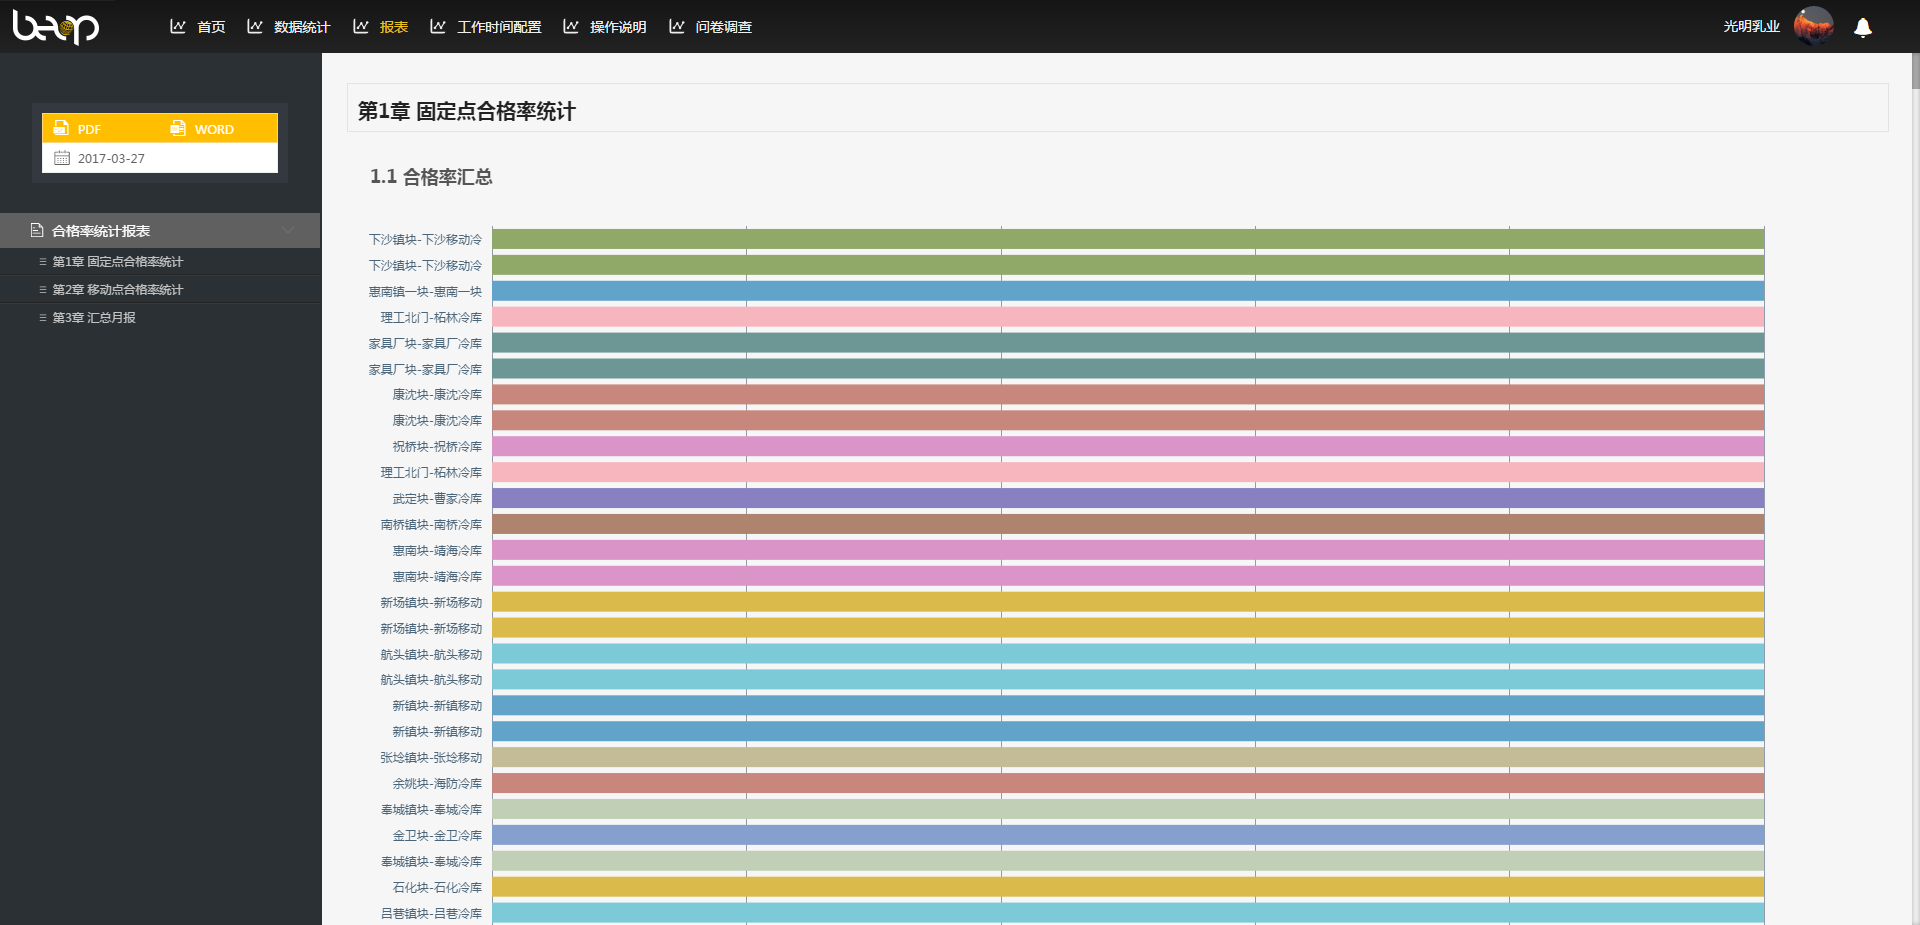 beop 首页 数据统计 报表 工作时间配置 操作说明 问卷调查 光明乳业
PDF WORD
2017-03-27
合格率统计报表
第1章 固定点合格率统计
第2章 移动点合格率统计
第3章 汇总月报
第1章 固定点合格率统计
1.1 合格率汇总
下沙镇块-下沙移动冷
下沙镇块-下沙移动冷
惠南镇一块-惠南一块
理工北门-柘林冷库
家具厂块-家具厂冷库
家具厂块-家具厂冷库
康沈块-康沈冷库
康沈块-康沈冷库
祝桥块-祝桥冷库
理工北门-柘林冷库
武定块-曹家冷库
南桥镇块-南桥冷库
惠南块-靖海冷库
惠南块-靖海冷库
新场镇块-新场移动
新场镇块-新场移动
航头镇块-航头移动
航头镇块-航头移动
新镇块-新镇移动
新镇块-新镇移动
张埝镇块-张埝移动
余姚块-海防冷库
奉城镇块-奉城冷库
金卫块-金卫冷库
奉城镇块-奉城冷库
石化块-石化冷库
吕巷镇块-吕巷冷库